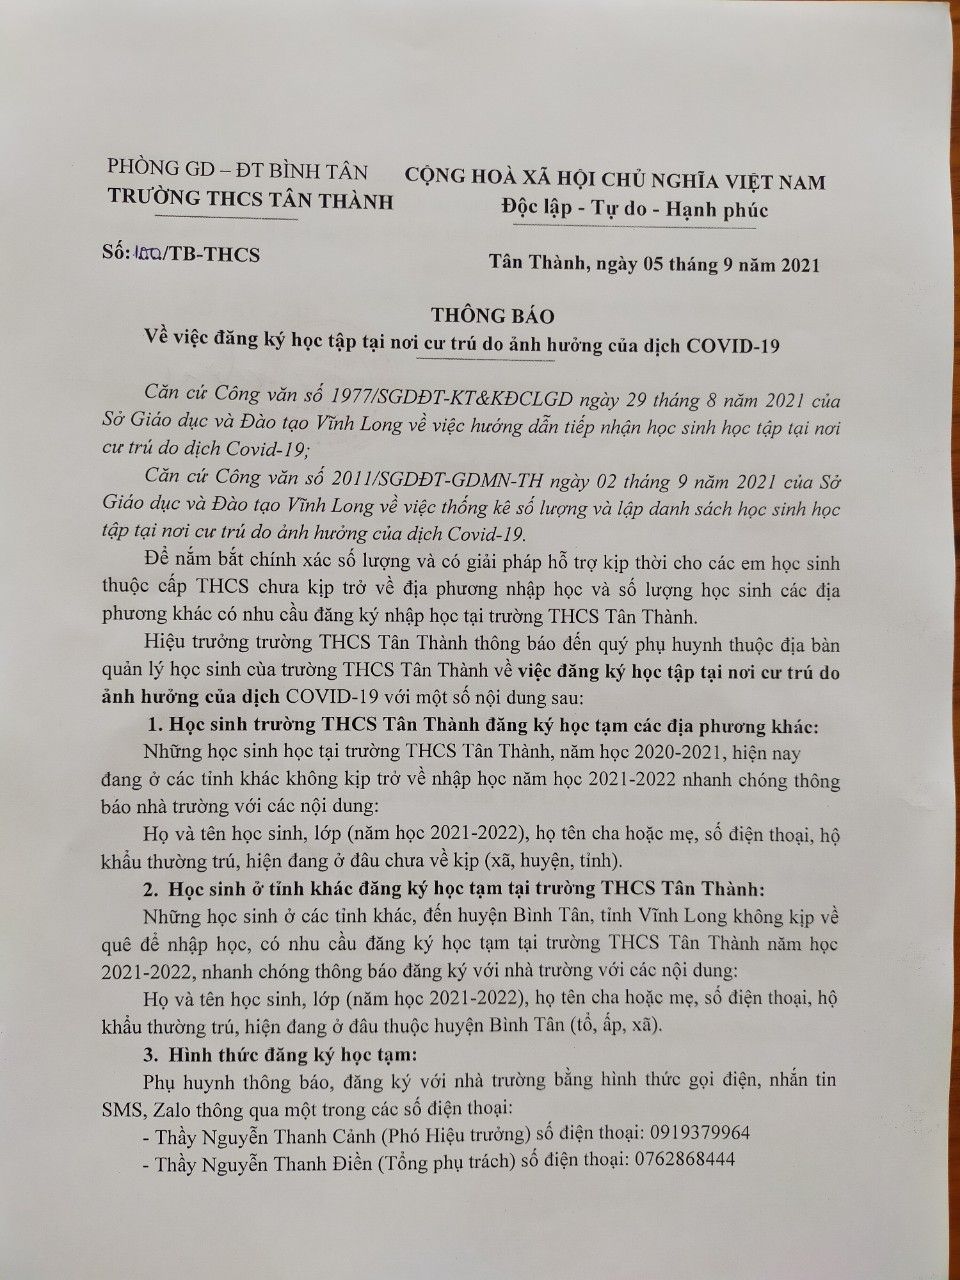 PHÒNG GD – ĐT BÌNH TÂN
TRƯỜNG THCS TÂN THÀNH
CỘNG HOÀ XÃ HỘI CHỦ NGHĨA VIỆT NAM
Độc lập - Tự do - Hạnh phúc
Số: /TB-THCS
Tân Thành, ngày 05 tháng 9 năm 2021
THÔNG BÁO
Về việc đăng ký học tập tại nơi cư trú do ảnh hưởng của dịch COVID-19
Căn cứ Công văn số 1977/SGDĐT-KT&KĐCLGD ngày 29 tháng 8 năm 2021 của
Sở Giáo dục và Đào tạo Vĩnh Long về việc hướng dẫn tiếp nhận học sinh học tập tại nơi
cư trú do dịch Covid-19;
Căn cứ Công văn số 2011/SGDĐT-GDMN-TH ngày 02 tháng 9 năm 2021 của Sở
Giáo dục và Đào tạo Vĩnh Long về việc thống kê số lượng và lập danh sách học sinh học
tập tại nơi cư trú do ảnh hưởng của dịch Covid-19.
Để nắm bắt chính xác số lượng và có giải pháp hỗ trợ kịp thời cho các em học sinh
thuộc cấp THCS chưa kịp trở về địa phương nhập học và số lượng học sinh các địa
phương khác có nhu cầu đăng ký nhập học tại trường THCS Tân Thành.
Hiệu trưởng trường THCS Tân Thành thông báo đến quý phụ huynh thuộc địa bàn
quản lý học sinh của trường THCS Tân Thành về việc đăng ký học tập tại nơi cư trú do
ảnh hưởng của dịch COVID-19 với một số nội dung sau:
1. Học sinh trường THCS Tân Thành đăng ký học tạm các địa phương khác:
Những học sinh học tại trường THCS Tân Thành, năm học 2020-2021, hiện nay
đang ở các tỉnh khác không kịp trở về nhập học năm học 2021-2022 nhanh chóng thông
báo nhà trường với các nội dung:
Họ và tên học sinh, lớp (năm học 2021-2022), họ tên cha hoặc mẹ, số điện thoại, hộ
khẩu thường trú, hiện đang ở đâu chưa về kịp (xã, huyện, tỉnh).
2. Học sinh ở tỉnh khác đăng ký học tạm tại trường THCS Tân Thành:
Những học sinh ở các tỉnh khác, đến huyện Bình Tân, tỉnh Vĩnh Long không kịp về
quê để nhập học, có nhu cầu đăng ký học tạm tại trường THCS Tân Thành năm học
2021-2022, nhanh chóng thông báo đăng ký với nhà trường với các nội dung:
Họ và tên học sinh, lớp (năm học 2021-2022), họ tên cha hoặc mẹ, số điện thoại, hộ
khẩu thường trú, hiện đang ở đâu thuộc huyện Bình Tân (tổ, ấp, xã).
3. Hình thức đăng ký học tạm:
Phụ huynh thông báo, đăng ký với nhà trường bằng hình thức gọi điện, nhắn tin
SMS, Zalo thông qua một trong các số điện thoại:
- Thầy Nguyễn Thanh Cảnh (Phó Hiệu trưởng) số điện thoại: 0919379964
- Thầy Nguyễn Thanh Điền (Tổng phụ trách) số điện thoại: 0762868444